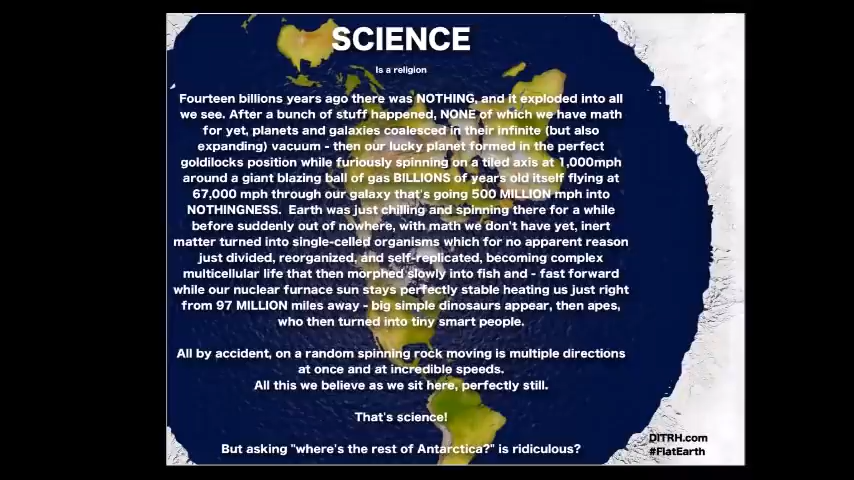 SCIENCE
Is a religion
Fourteen billions years ago there was NOTHING, and it exploded into all
we see. After a bunch of stuff happened, NONE of which we have math
for yet, planets and galaxies coalesced in their infinite (but also
expanding) vacuum - then our lucky planet formed in the perfect
goldilocks position while furiously spinning on a tiled axis at 1,000mph
around a giant blazing ball of gas BILLIONS of years old itself flying at
67,000 mph through our galaxy that's going 500 MILLION mph into
NOTHINGNESS. Earth was just chilling and spinning there for a while
before suddenly out of nowhere, with math we don't have yet, inert
matter turned into single-celled organisms which for no apparent reason
just divided, reorganized, and self-replicated, becoming complex
multicellular life that then morphed slowly into fish and - fast forward
while our nuclear furnace sun stays perfectly stable heating us just right
from 97 MILLION miles away - big simple dinosaurs appear, then apes,
who then turned into tiny smart people.
All by accident, on a random spinning rock moving is multiple directions
at once and at incredible speeds.
All this we believe as we sit here, perfectly still.
That's science!
But asking "where's the rest of Antarctica?" is ridiculous?
DITRH.com
#FlatEarth